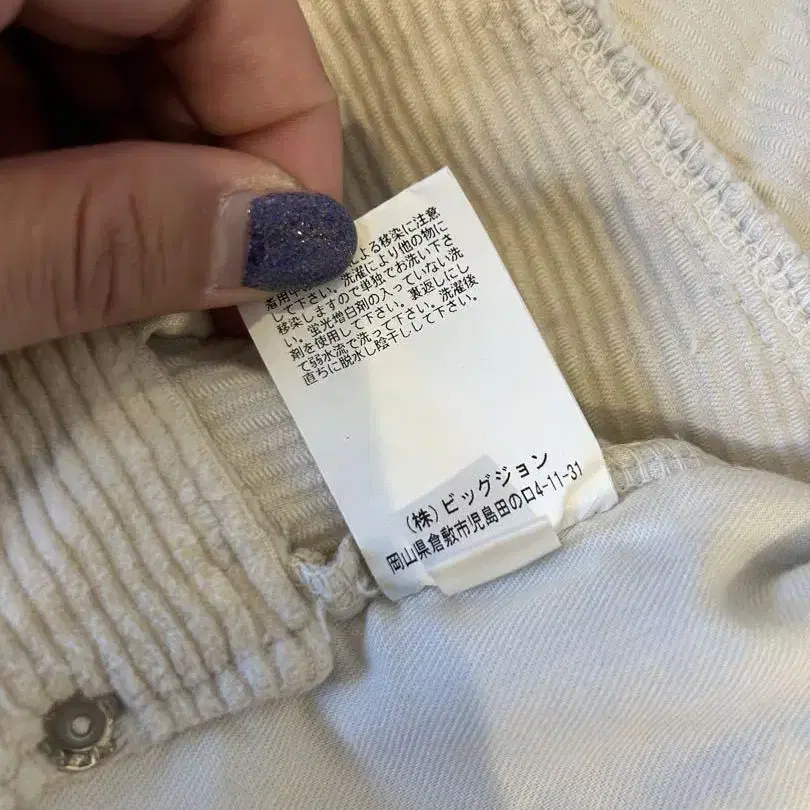 よる移染に注意
着用中の
して下さい。洗濯により他の物に
移染しますので単独でお洗い下さ
い。蛍光増白剤の入っていない洗
剤を使用して下さい。裏返しにし
て弱水流で洗って下さい。洗濯後
直ちに脱水し陰干しして下さい。
(株)ビッグジョン
岡山県倉敷市児島田の口4-11-31